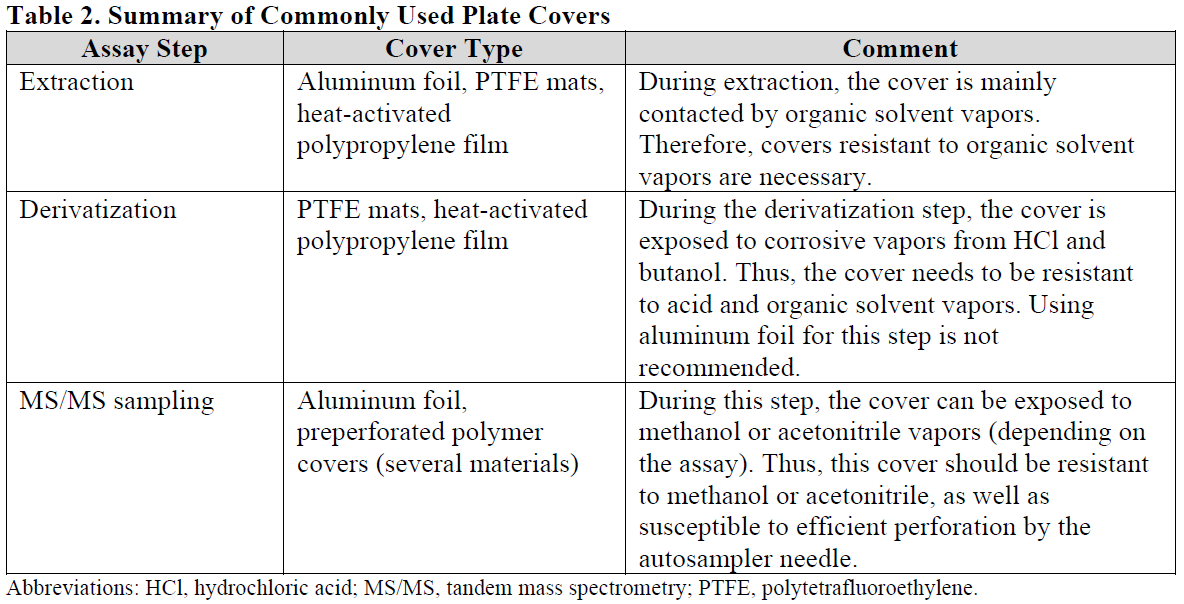 Table 2. Summary of Commonly Used Plate Covers
Assay Step
Cover Type
Comment
Extraction
Aluminum foil, PTFE mats,
heat-activated
polypropylene film
During extraction, the cover is mainly
contacted by organic solvent vapors.
Therefore, covers resistant to organic solvent
vapors are necessary.
Derivatization
PTFE mats, heat-activated
polypropylene film
During the derivatization step, the cover is
exposed to corrosive vapors from HCl and
butanol. Thus, the cover needs to be resistant
to acid and organic solvent vapors. Using
aluminum foil for this step is not
recommended.
MS/MS sampling
Aluminum foil,
preperforated polymer
covers (several materials)
During this step, the cover can be exposed to
methanol or acetonitrile vapors (depending on
the assay). Thus, this cover should be resistant
to methanol or acetonitrile, as well as
susceptible to efficient perforation by the
autosampler needle.
Abbreviations: HCl, hydrochloric acid; MS/MS, tandem mass spectrometry; PTFE, polytetrafluoroethylene.